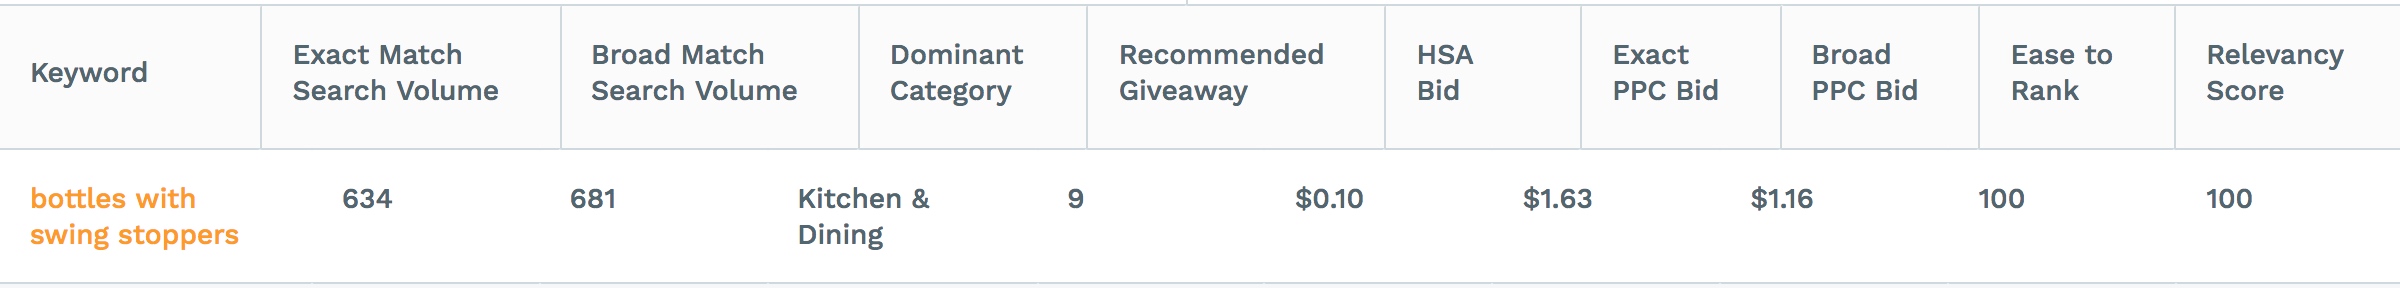 Keyword
Exact Match
Search Volume
Broad Match
Search Volume
Dominant
Category
Recommended
Giveaway
HSA
Bid
Exact
PPC Bid
Broad
PPC Bid
Ease to
Rank
Relevancy
Score
bottles with
swing stoppers
634
681
Kitchen &
Dining
9
$0.10
$1.63
$1.16
100
100